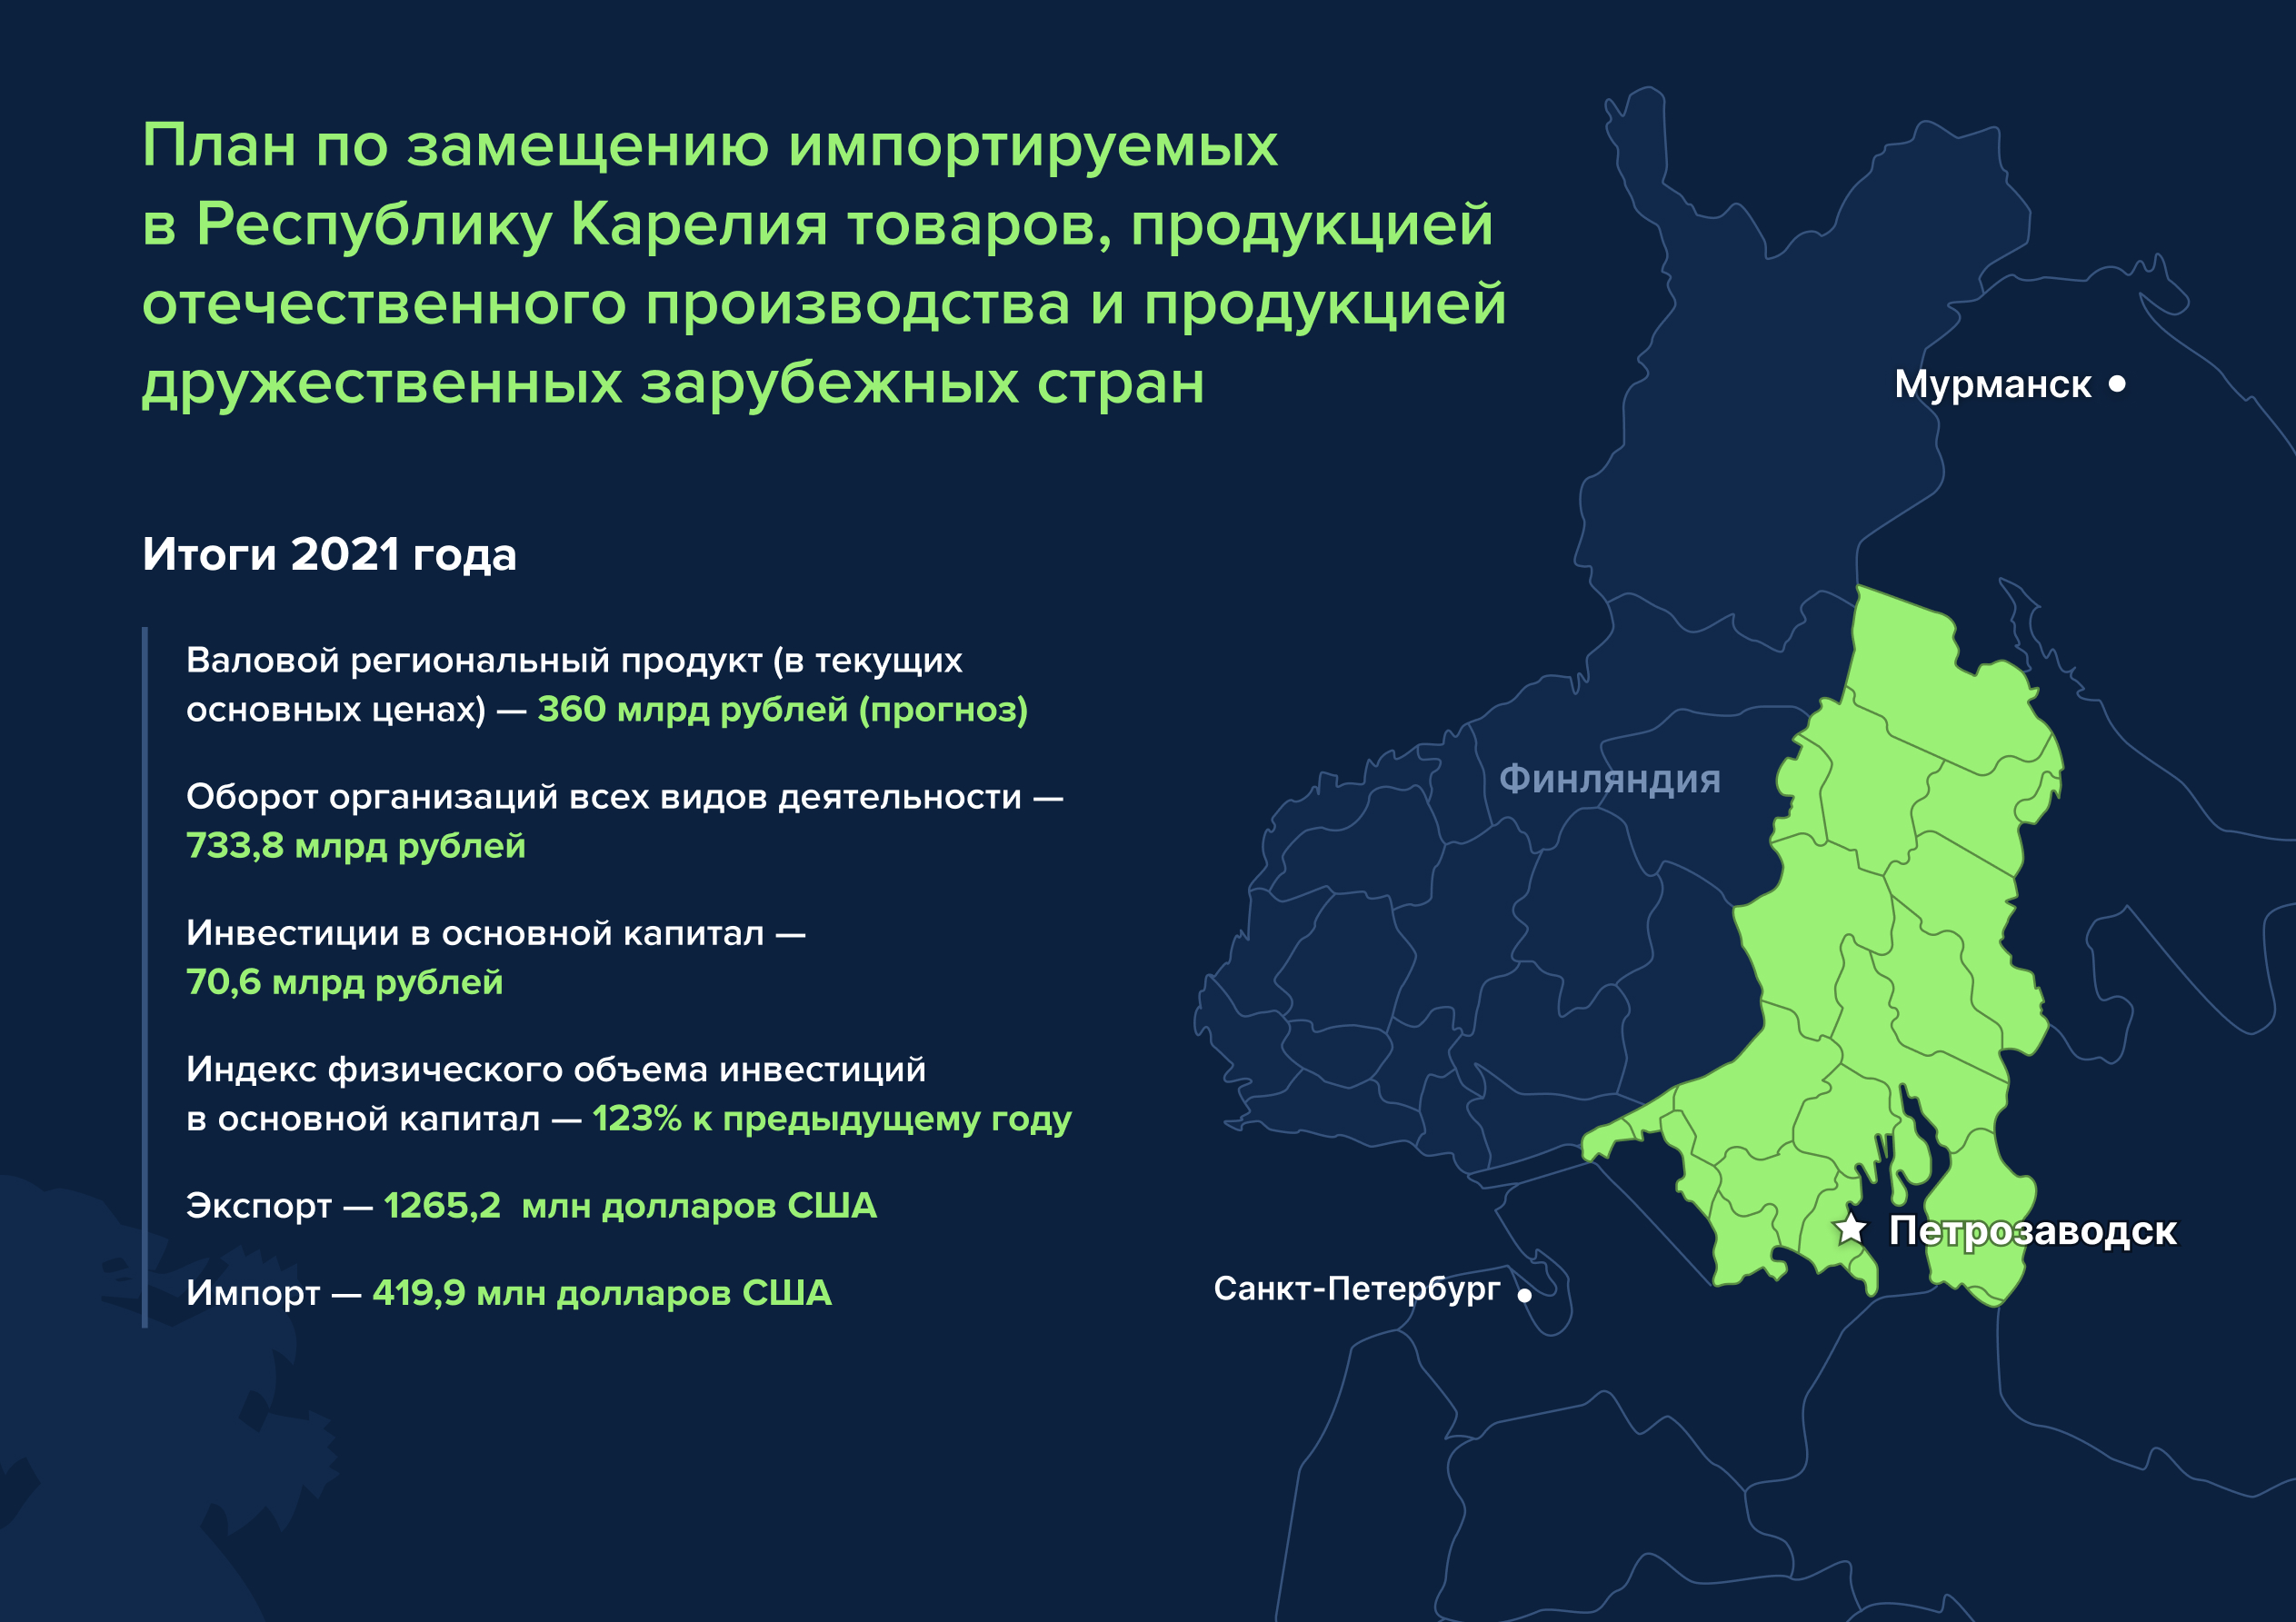 План по замещению импортируемых
в Республику Карелия товаров, продукцией
отечественного производства и продукцией
дружественных зарубежных стран
Итоги 2021 года
Валовой региональный продукт (в текущих
основных ценах) — 360 млрд рублей (прогноз)
Оборот организаций всех видов деятельности —
733,8 млрд рублей
Инвестиции в основной капитал —
70,6 млрд рублей
Индекс физического объема инвестиций
в основной капитал — 123% к предыдущему году
Экспорт — 1265,2  млн долларов США
Импорт — 419,9 млн долларов США
Мурманск
Финляндия
Петрозаводск
Санкт-Петербург